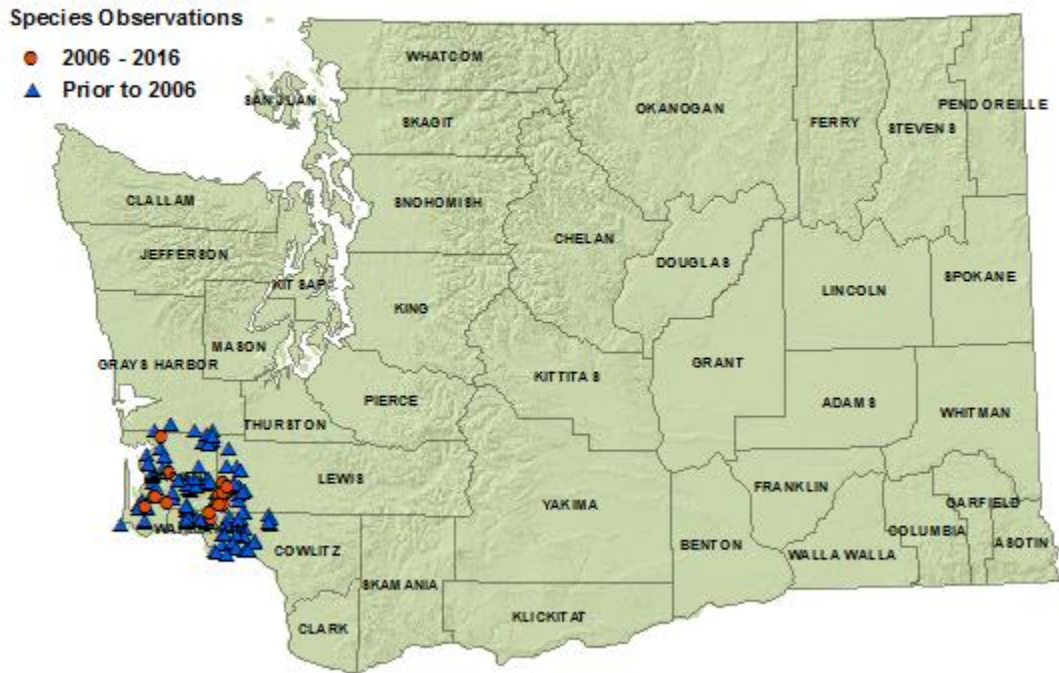 Species Observations
2006 - 2016
Prior to 2006
WHATCOM
SAN JUAN
SKAGIT
OKANOGAN
FERRY
STEVENS
PEND OREILLE
CLALLAM
SNOHOMISH
CHELAN
JEFFERSON
DOUGLAS
KITSAP
KING
LINCOLN
SPOKANE
MASON
GRAYS HARBOR
KITTITAS
GRANT
PIERCE
ADAMS
WHITMAN
THURSTON
LEWIS
YAKIMA
FRANKLIN
GARFIELD
COLUMBIA
ASOTIN
COWLITZ
BENTON
WALLA WALLA
SKAMANIA
KLICKITAT
CLARK